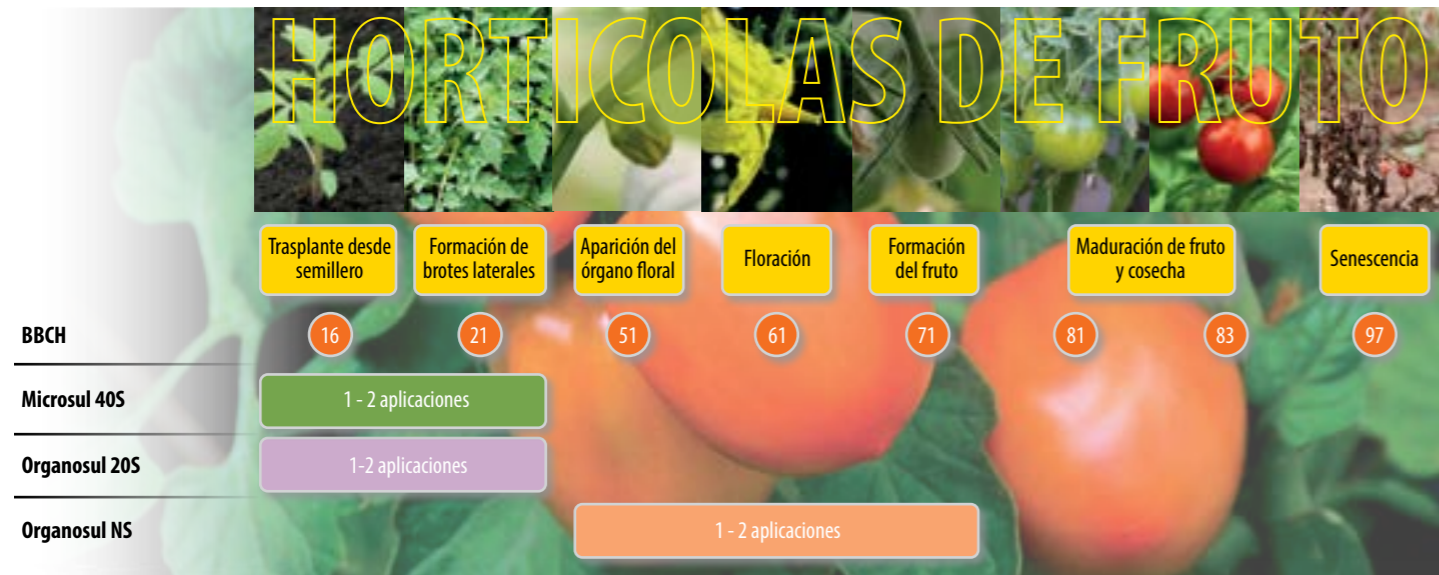 HORTICOLAS DE FRUTO
Trasplante desde
semillero
Formación de
brotes laterales
Aparición del
órgano floral
Floración
Formación
del fruto
Maduración de fruto
y cosecha
Senescencia
BBCH 16 21 51 61 71 81 83 97
Microsul 40S 1 - 2 aplicaciones
Organosul 20S 1-2 aplicaciones
Organosul NS 1 - 2 aplicaciones